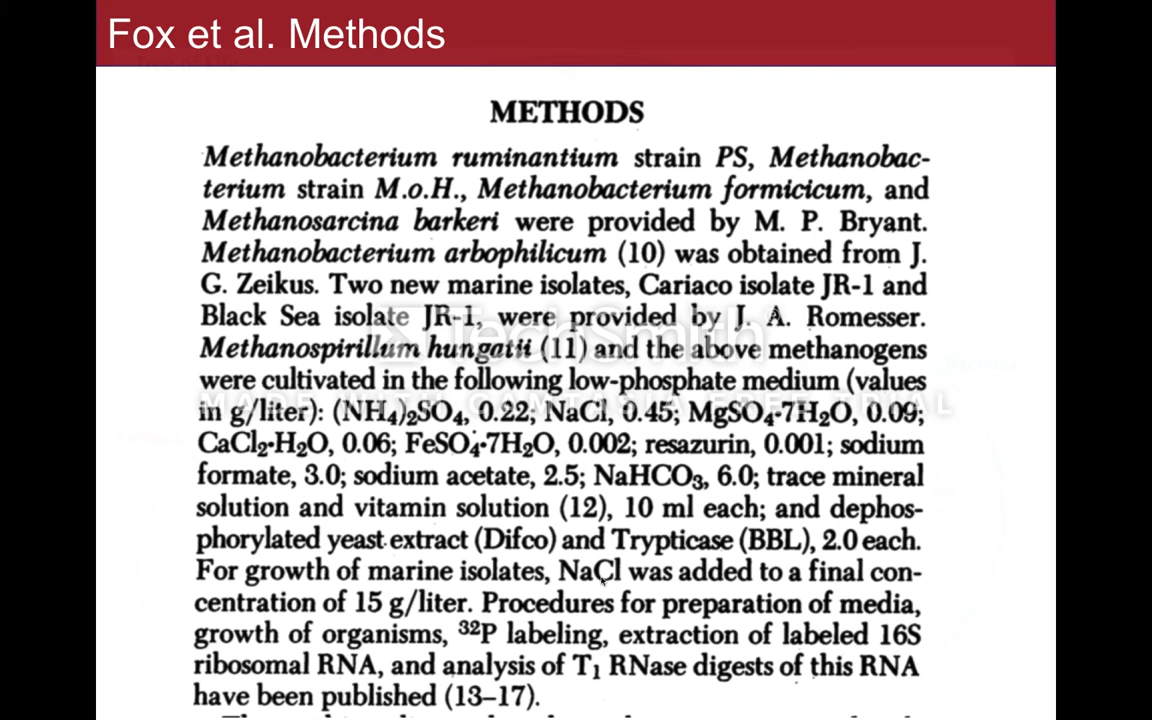 Fox et al. Methods
METHODS
Methanobacterium ruminantium strain PS, Methanobac-
terium strain M.o.H., Methanobacterium formicicum, and
Methanosarcina barkeri were provided by M. P. Bryant.
Methanobacterium arbophilicum (10) was obtained from J.
G. Zeikus. Two new marine isolates, Cariaco isolate JR-1 and
Black Sea isolate JR-1, were provided by J. A. Romesser.
TechSmith
Methanospirillum hungatii (11) and the above methanogens
were cultivated in the following low-phosphate medium (values
MADE WITH CAMTASIA FREE TRIAL
in g/liter): (NH₄)₂SO₄, 0.22; NaCl, 0.45; MgSO₄·7H₂O, 0.09;
CaCl₂·H₂O, 0.06; FeSO₄·7H₂O, 0.002; resazurin, 0.001; sodium
formate, 3.0; sodium acetate, 2.5; NaHCO₃, 6.0; trace mineral
solution and vitamin solution (12), 10 ml each; and dephos-
phorylated yeast extract (Difco) and Trypticase (BBL), 2.0 each.
For growth of marine isolates, NaCl was added to a final con-
centration of 15 g/liter. Procedures for preparation of media,
growth of organisms, ³²P labeling, extraction of labeled 16S
ribosomal RNA, and analysis of T₁ RNase digests of this RNA
have been published (13–17).